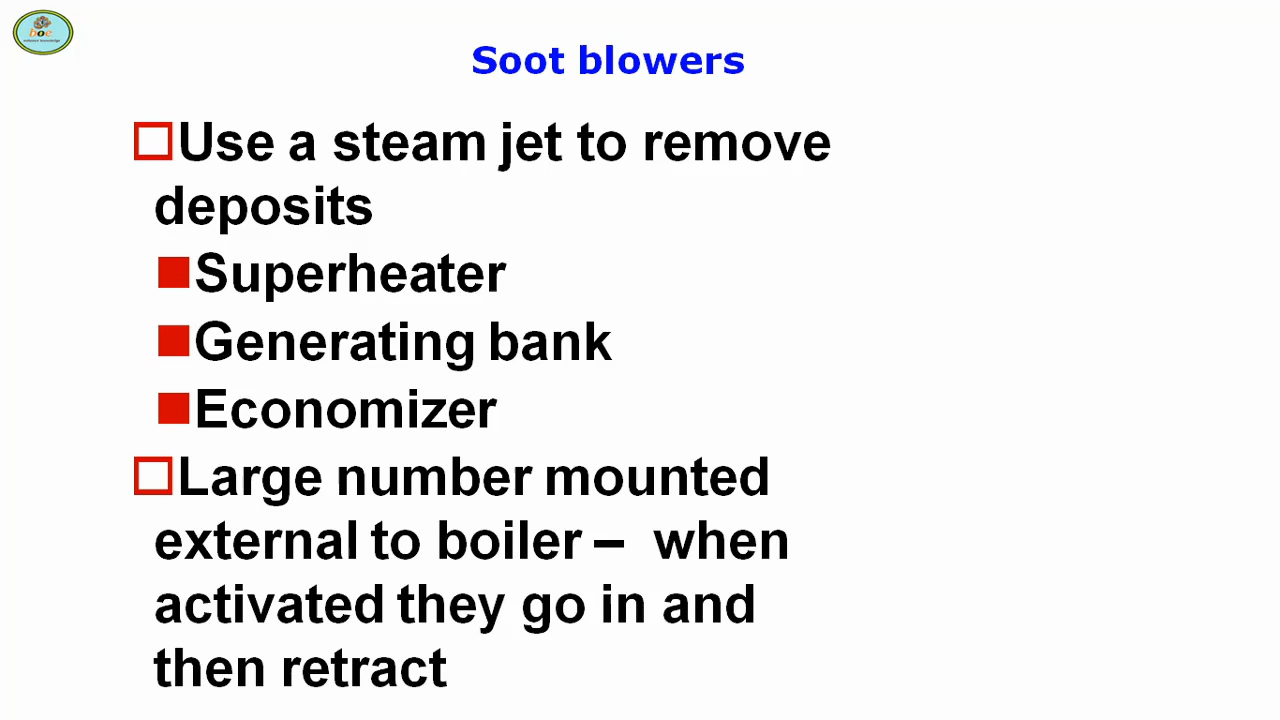 boe
Soot blowers
Use a steam jet to remove
deposits
Superheater
Generating bank
Economizer
Large number mounted
external to boiler – when
activated they go in and
then retract